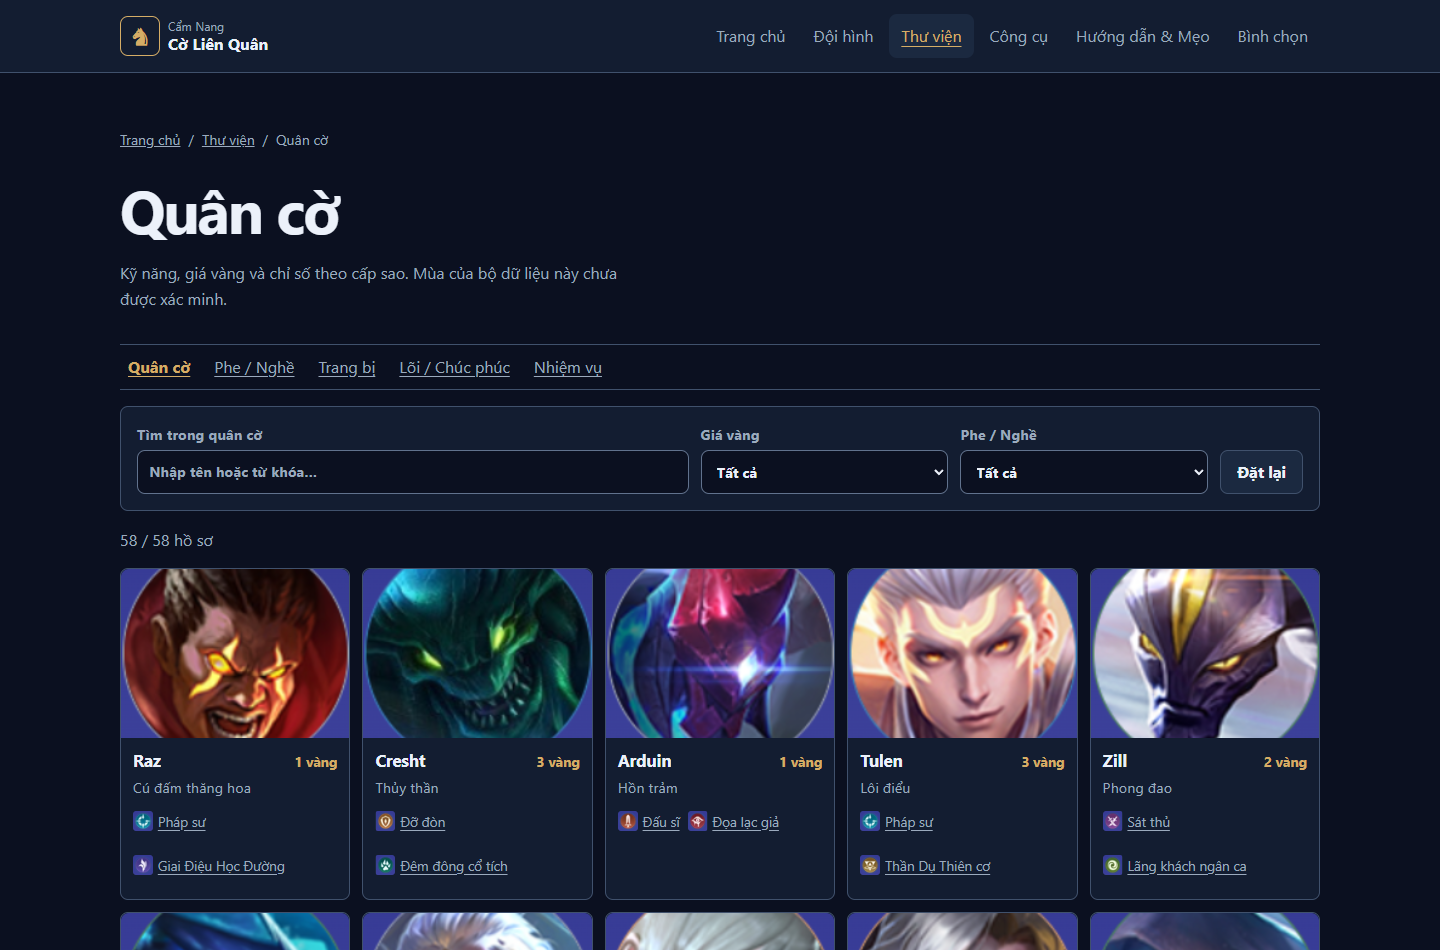 Cẩm Nang
Cờ Liên Quân
Trang chủ Đội hình Thư viện Công cụ Hướng dẫn & Mẹo Bình chọn
Trang chủ / Thư viện / Quân cờ
Quân cờ
Kỹ năng, giá vàng và chỉ số theo cấp sao. Mùa của bộ dữ liệu này chưa
được xác minh.
Quân cờ Phe / Nghề Trang bị Lõi / Chúc phúc Nhiệm vụ
Tìm trong quân cờ Giá vàng Phe / Nghề
Nhập tên hoặc từ khóa... Tất cả Tất cả Đặt lại
58 / 58 hồ sơ
Raz 1 vàng
Cú đấm thăng hoa
Pháp sư
Giai Điệu Học Đường
Cresht 3 vàng
Thủy thần
Đỡ đòn
Đêm đông cổ tích
Arduin 1 vàng
Hồn trảm
Đấu sĩ Đọa lạc giả
Tulen 3 vàng
Lôi điểu
Pháp sư
Thần Dụ Thiên cơ
Zill 2 vàng
Phong đao
Sát thủ
Lãng khách ngân ca